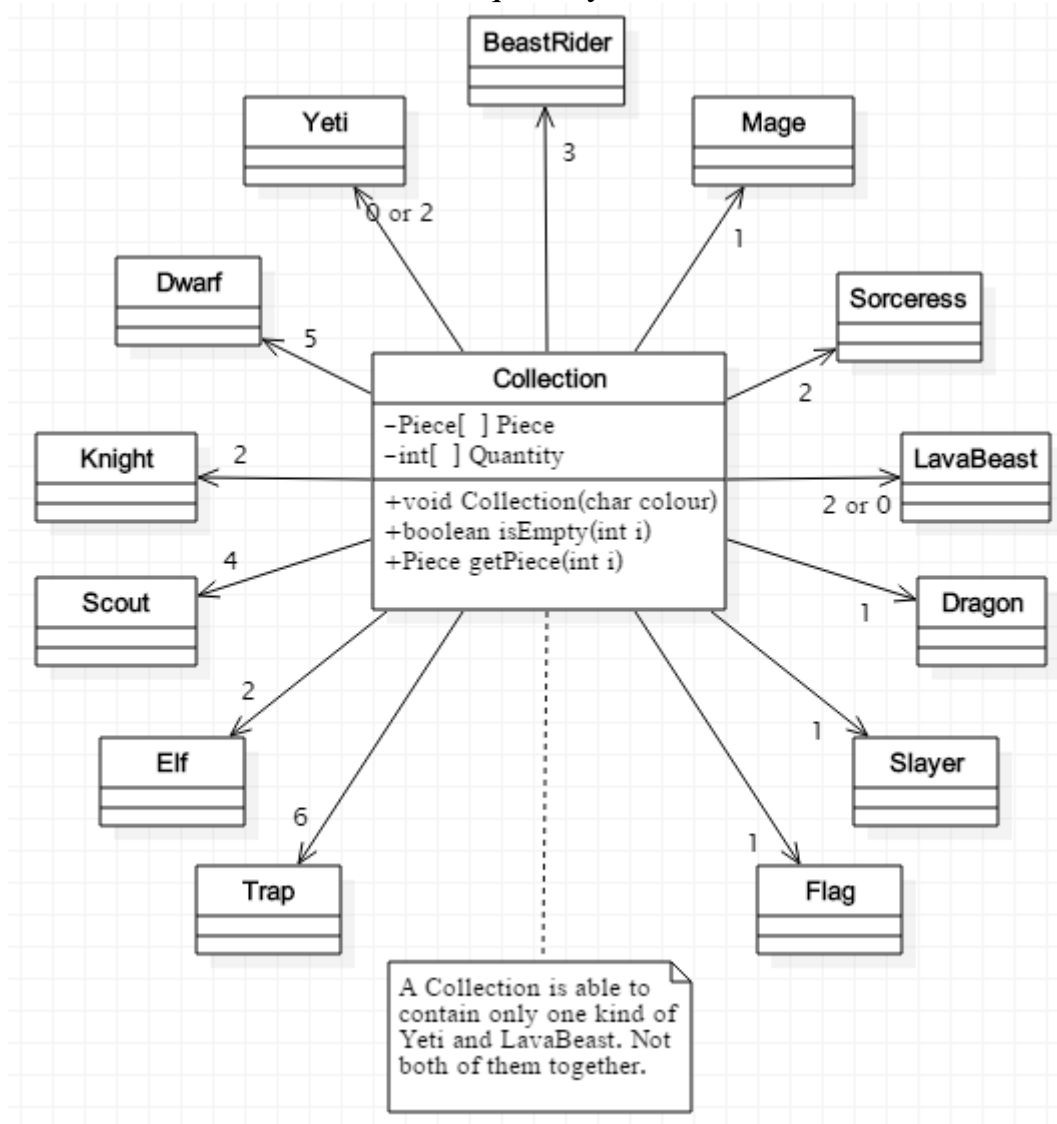 BeastRider
Yeti
Mage
3
0 or 2
1
Dwarf
Sorceress
5
2
Collection
-Piece[ ] Piece
-int[ ] Quantity
+void Collection(char colour)
+boolean isEmpty(int i)
+Piece getPiece(int i)
Knight
2
LavaBeast
2 or 0
4
Scout
1
Dragon
2
Elf
1
Slayer
6
Trap
1
Flag
A Collection is able to
contain only one kind of
Yeti and LavaBeast. Not
both of them together.